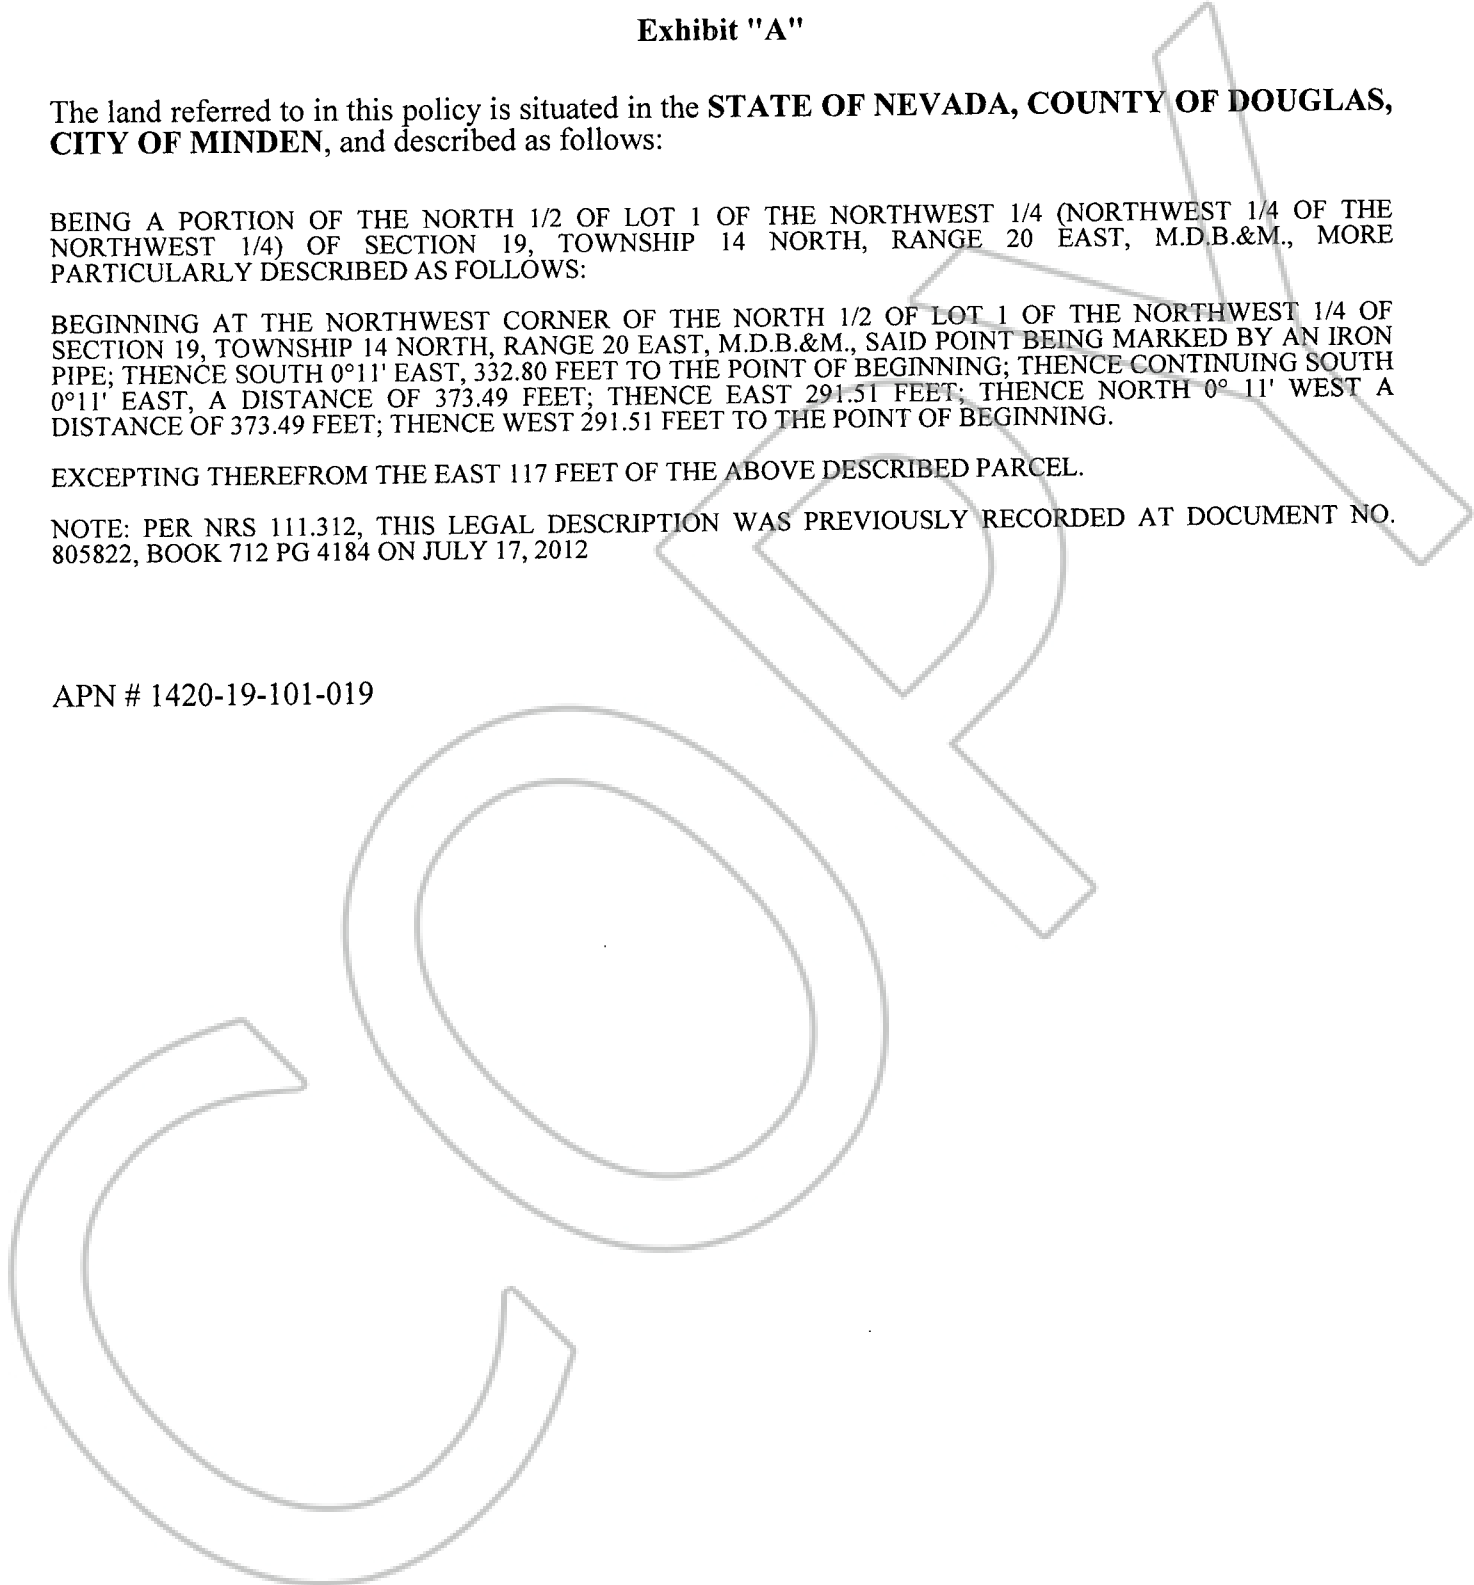 Exhibit "A"
The land referred to in this policy is situated in the STATE OF NEVADA, COUNTY OF DOUGLAS,
CITY OF MINDEN, and described as follows:
BEING A PORTION OF THE NORTH 1/2 OF LOT 1 OF THE NORTHWEST 1/4 (NORTHWEST 1/4 OF THE
NORTHWEST 1/4) OF SECTION 19, TOWNSHIP 14 NORTH, RANGE 20 EAST, M.D.B.&M., MORE
PARTICULARLY DESCRIBED AS FOLLOWS:
BEGINNING AT THE NORTHWEST CORNER OF THE NORTH 1/2 OF LOT 1 OF THE NORTHWEST 1/4 OF
SECTION 19, TOWNSHIP 14 NORTH, RANGE 20 EAST, M.D.B.&M., SAID POINT BEING MARKED BY AN IRON
PIPE; THENCE SOUTH 0°11' EAST, 332.80 FEET TO THE POINT OF BEGINNING; THENCE CONTINUING SOUTH
0°11' EAST, A DISTANCE OF 373.49 FEET; THENCE EAST 291.51 FEET; THENCE NORTH 0° 11' WEST A
DISTANCE OF 373.49 FEET; THENCE WEST 291.51 FEET TO THE POINT OF BEGINNING.
EXCEPTING THEREFROM THE EAST 117 FEET OF THE ABOVE DESCRIBED PARCEL.
NOTE: PER NRS 111.312, THIS LEGAL DESCRIPTION WAS PREVIOUSLY RECORDED AT DOCUMENT NO.
805822, BOOK 712 PG 4184 ON JULY 17, 2012
APN # 1420-19-101-019
COPY